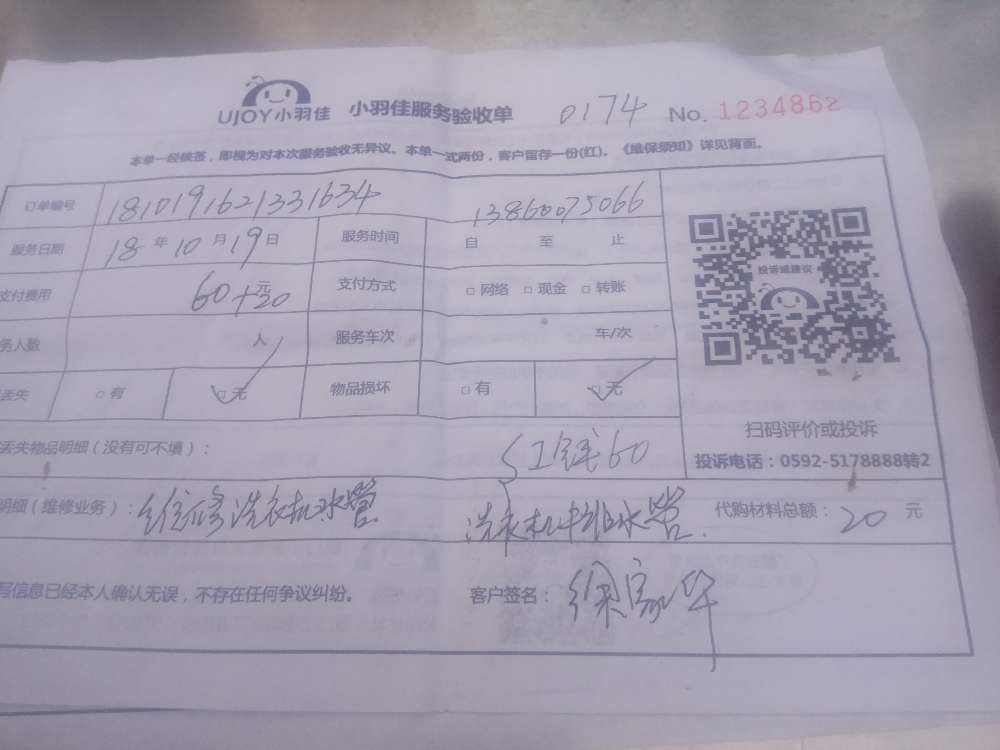 UJOY小羽佳 小羽佳服务验收单 0174 No. 1234862
本单一经核签，即视为对本次服务验收无异议。本单一式两份，客户留存一份(红)。《维保须知》详见背面。
订单编号 1810191621331634 13860075066
服务日期 18 年 10 月 19 日 服务时间 自 至 止
支付费用 60+20 元 支付方式 □ 网络 □ 现金 □ 转账
务人数 人 服务车次 车/次
丢失 □ 有 □ 无 物品损坏 □ 有 □ 无
投诉或建议
扫码评价或投诉
投诉电话：0592-5178888转2
丢失物品明细（没有可不填）： 工钱60
明细（维修业务）： 维修洗衣机水管 洗衣机排水管. 代购材料总额： 20 元
写信息已经本人确认无误，不存在任何争议纠纷。 客户签名： 徐家华